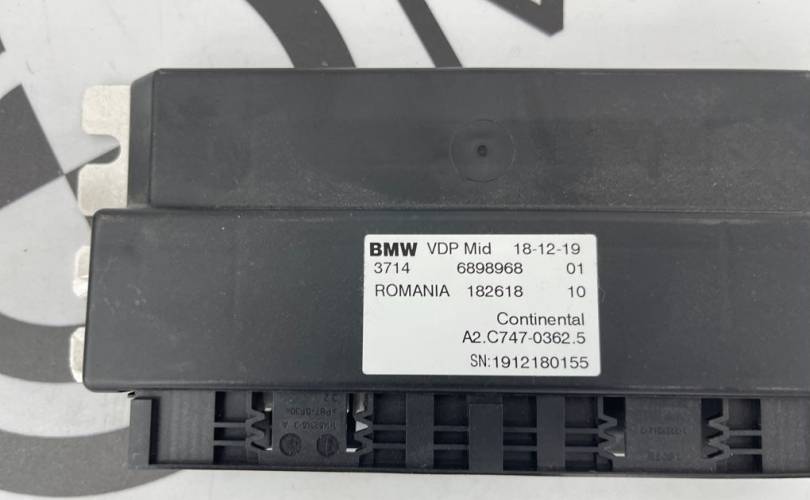 BMW VDP Mid 18-12-19
3714 6898968 01
ROMANIA 182618 10
Continental
A2.C747-0362.5
SN:1912180155